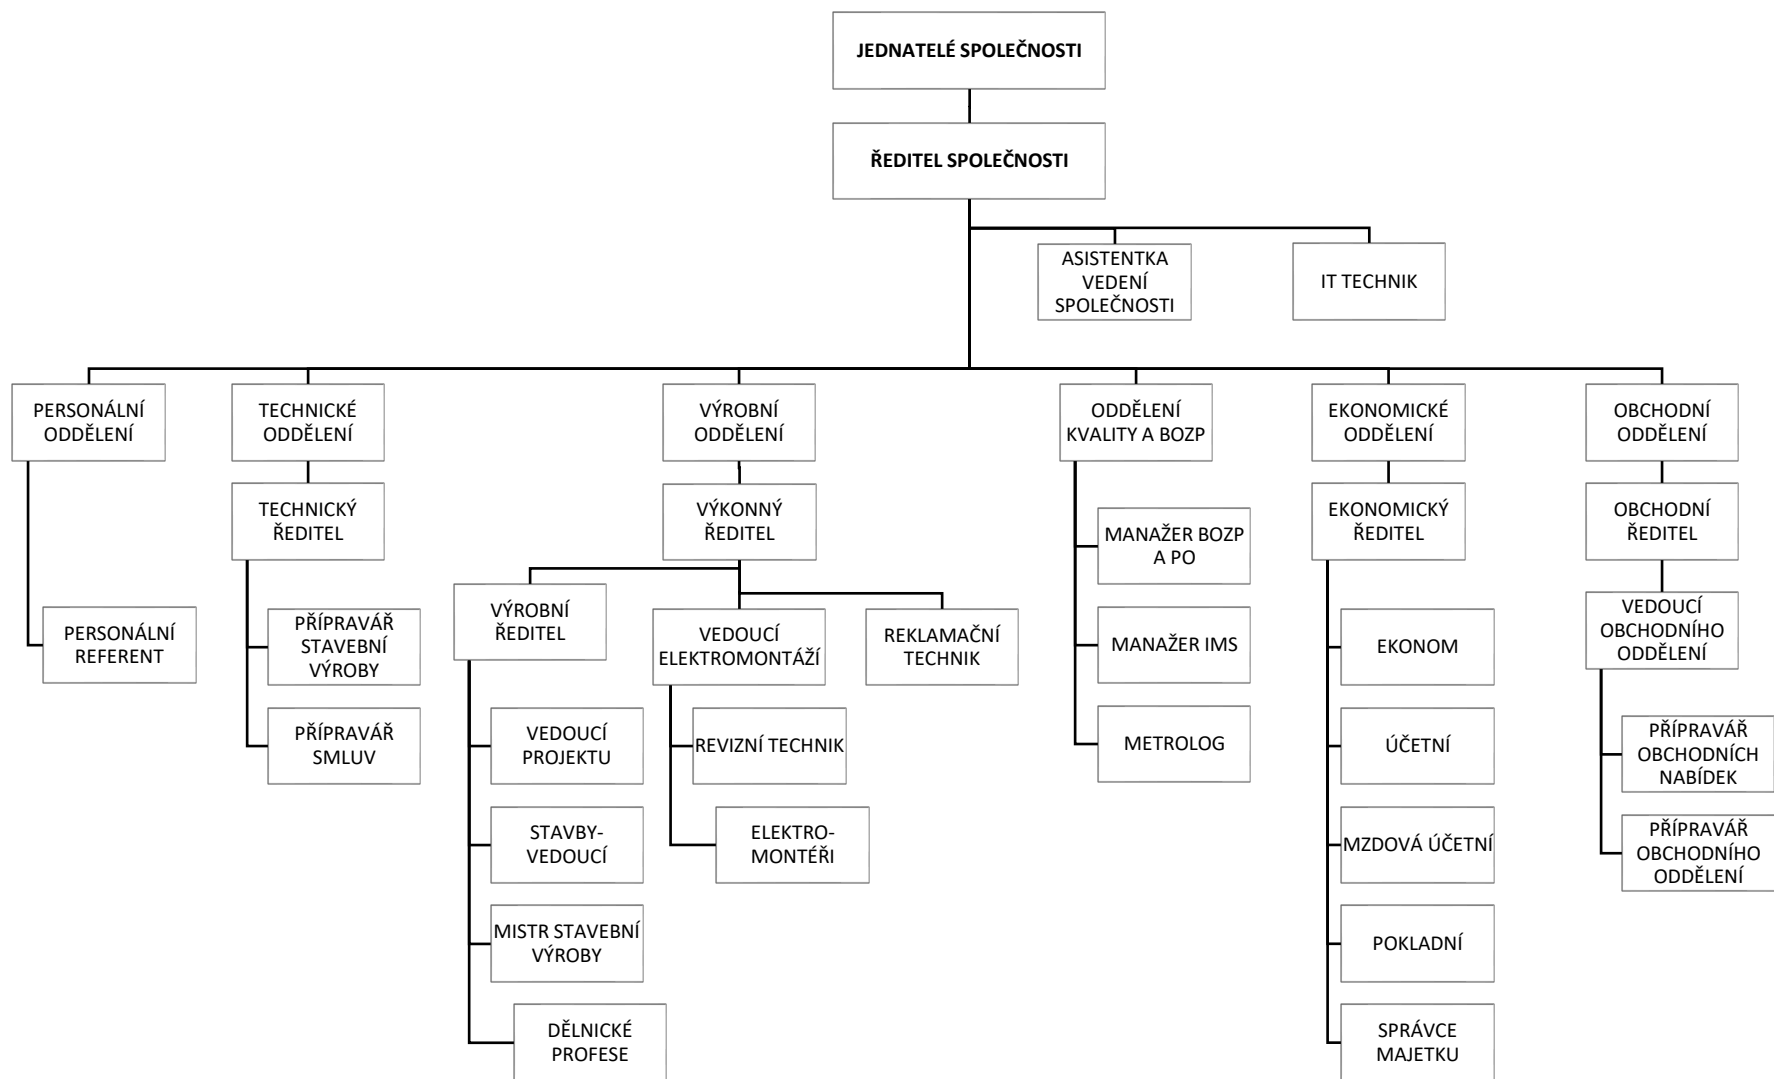 JEDNATELÉ SPOLEČNOSTI
ŘEDITEL SPOLEČNOSTI
ASISTENTKA
VEDENÍ
SPOLEČNOSTI
IT TECHNIK
PERSONÁLNÍ
ODDĚLENÍ
TECHNICKÉ
ODDĚLENÍ
VÝROBNÍ
ODDĚLENÍ
ODDĚLENÍ
KVALITY A BOZP
EKONOMICKÉ
ODDĚLENÍ
OBCHODNÍ
ODDĚLENÍ
TECHNICKÝ
ŘEDITEL
VÝKONNÝ
ŘEDITEL
EKONOMICKÝ
ŘEDITEL
OBCHODNÍ
ŘEDITEL
PERSONÁLNÍ
REFERENT
PŘÍPRAVÁŘ
STAVEBNÍ
VÝROBY
PŘÍPRAVÁŘ
SMLUV
VÝROBNÍ
ŘEDITEL
VEDOUCÍ
ELEKTROMONTÁŽÍ
REKLAMAČNÍ
TECHNIK
VEDOUCÍ
PROJEKTU
STAVBY-
VEDOUCÍ
MISTR STAVEBNÍ
VÝROBY
DĚLNICKÉ
PROFESE
REVIZNÍ TECHNIK
ELEKTRO-
MONTÉŘI
MANAŽER BOZP
A PO
MANAŽER IMS
METROLOG
EKONOM
ÚČETNÍ
MZDOVÁ ÚČETNÍ
POKLADNÍ
SPRÁVCE
MAJETKU
VEDOUCÍ
OBCHODNÍHO
ODDĚLENÍ
PŘÍPRAVÁŘ
OBCHODNÍCH
NABÍDEK
PŘÍPRAVÁŘ
OBCHODNÍHO
ODDĚLENÍ